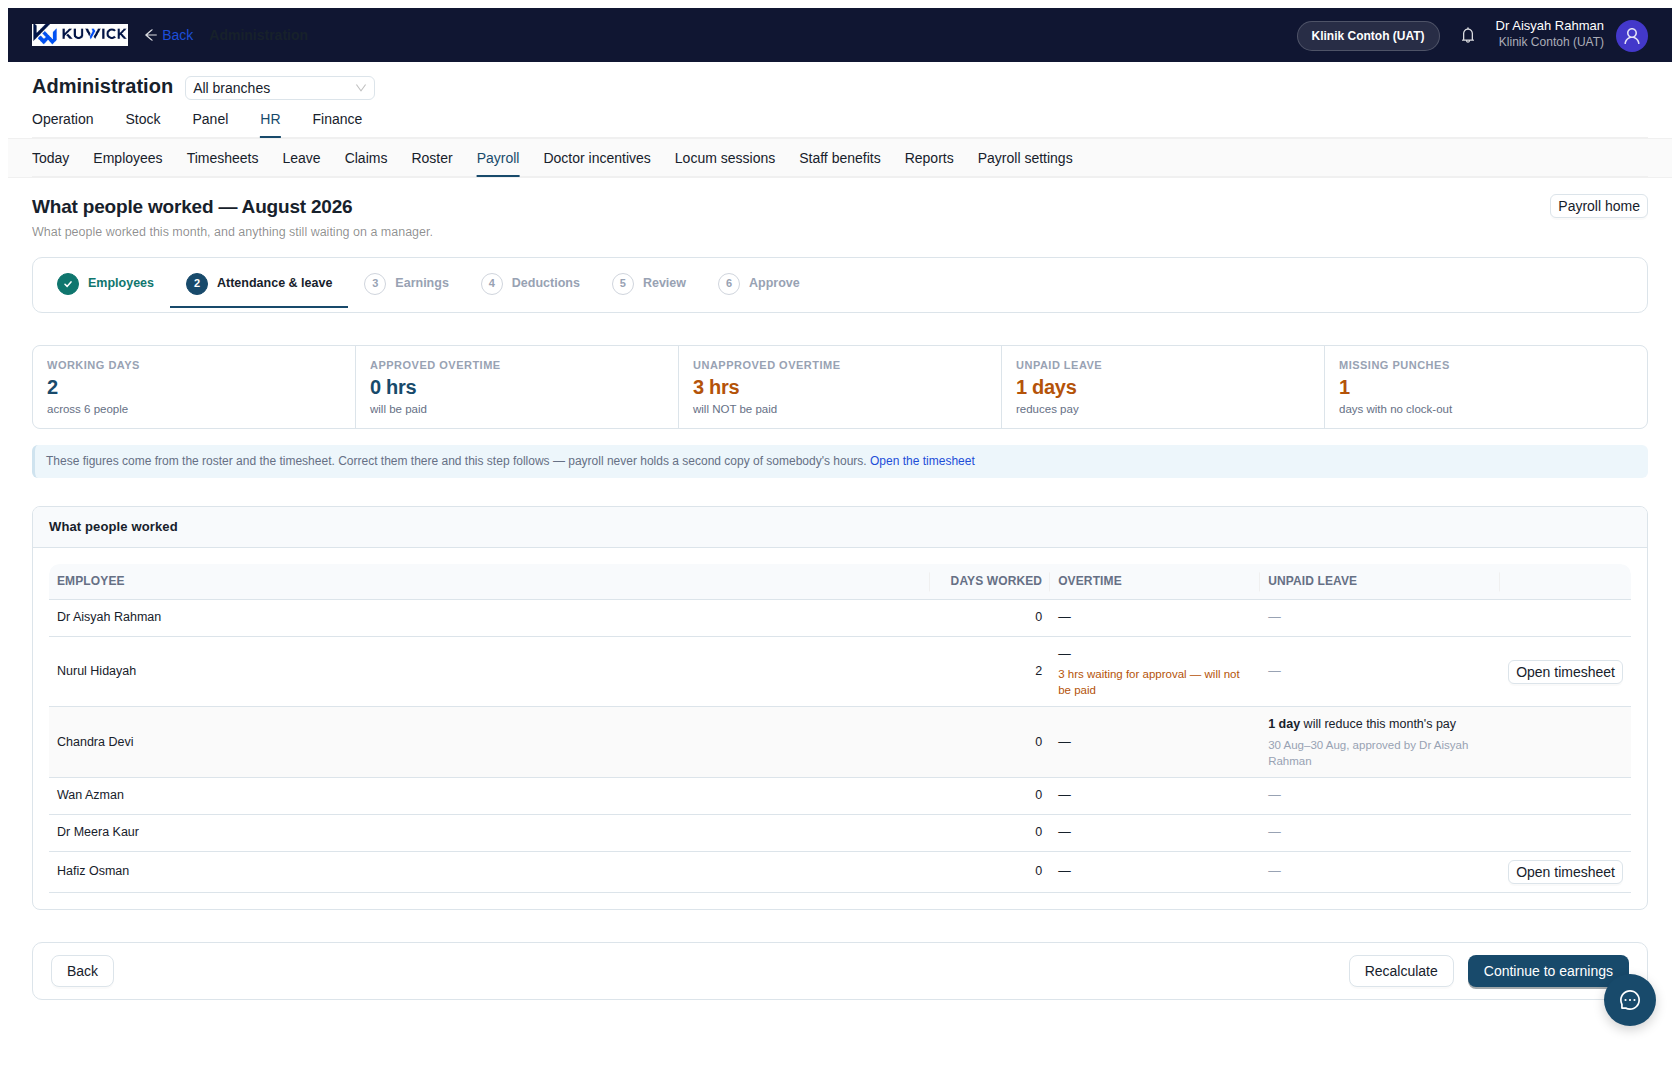 KUWICK
Back
Administration
Klinik Contoh (UAT)
Dr Aisyah Rahman
Klinik Contoh (UAT)
Administration
All branches
Operation
Stock
Panel
HR
Finance
Today
Employees
Timesheets
Leave
Claims
Roster
Payroll
Doctor incentives
Locum sessions
Staff benefits
Reports
Payroll settings
What people worked — August 2026
Payroll home
What people worked this month, and anything still waiting on a manager.
Employees
2 Attendance & leave
3 Earnings
4 Deductions
5 Review
6 Approve
WORKING DAYS
2
across 6 people
APPROVED OVERTIME
0 hrs
will be paid
UNAPPROVED OVERTIME
3 hrs
will NOT be paid
UNPAID LEAVE
1 days
reduces pay
MISSING PUNCHES
1
days with no clock-out
These figures come from the roster and the timesheet. Correct them there and this step follows — payroll never holds a second copy of somebody's hours. Open the timesheet
What people worked
EMPLOYEE DAYS WORKED OVERTIME UNPAID LEAVE
Dr Aisyah Rahman 0 — —
Nurul Hidayah 2 —
3 hrs waiting for approval — will not
be paid
— Open timesheet
Chandra Devi 0 —
1 day will reduce this month's pay
30 Aug–30 Aug, approved by Dr Aisyah
Rahman
Wan Azman 0 — —
Dr Meera Kaur 0 — —
Hafiz Osman 0 — — Open timesheet
Back
Recalculate
Continue to earnings